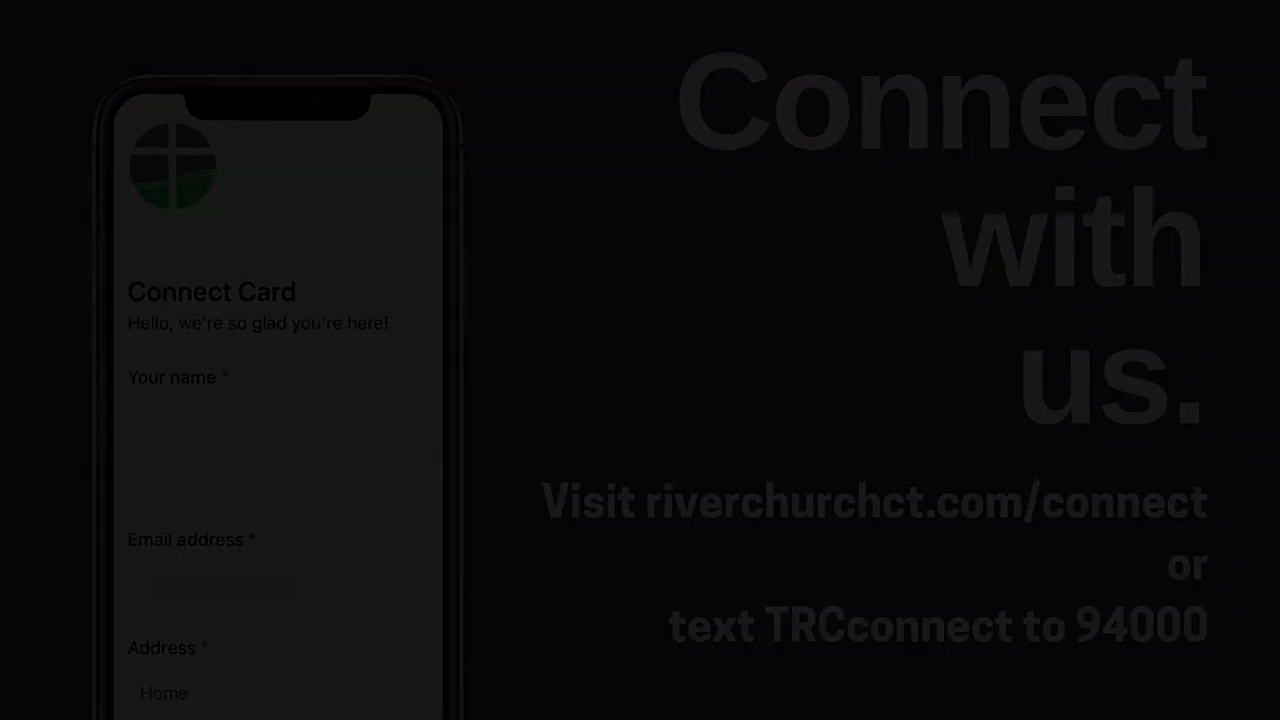 Connect Card
Hello, we're so glad you're here!
Your name *
Email address *
Address *
Home
Connect
with
us.
Visit riverchurchct.com/connect
or
text TRCconnect to 94000